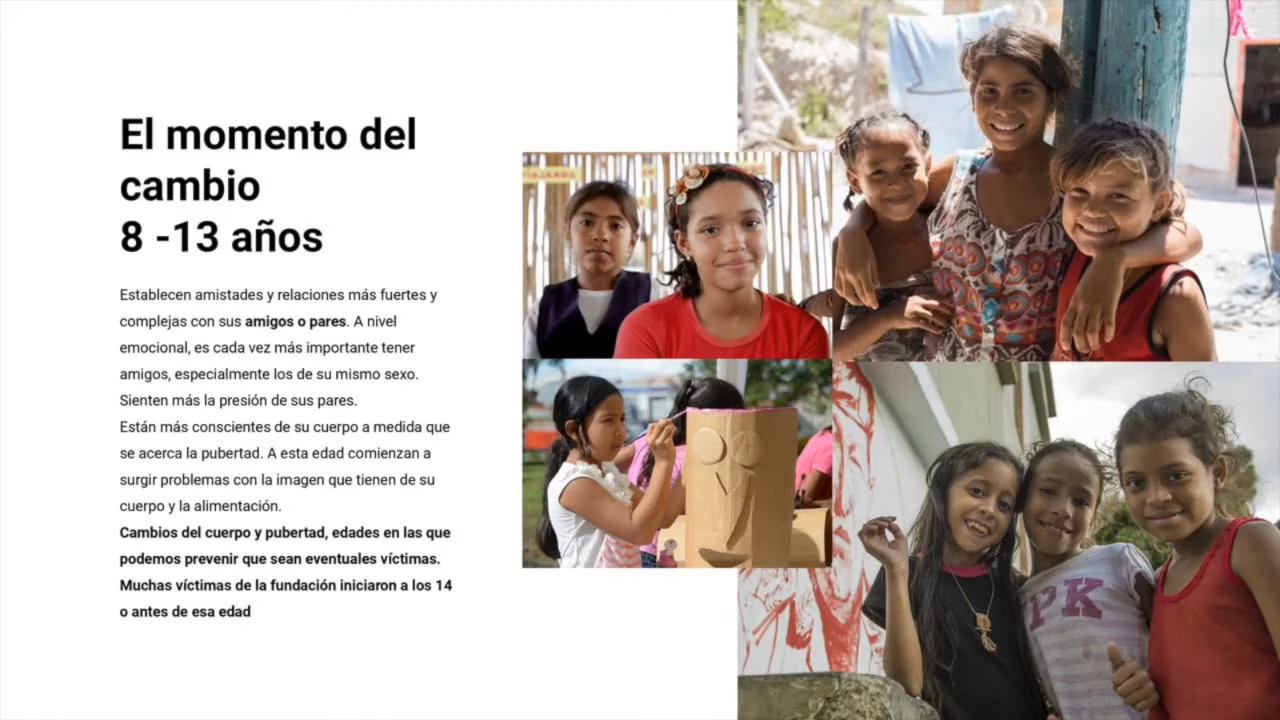 El momento del
cambio
8 -13 años
Establecen amistades y relaciones más fuertes y
complejas con sus amigos o pares. A nivel
emocional, es cada vez más importante tener
amigos, especialmente los de su mismo sexo.
Sienten más la presión de sus pares.
Están más conscientes de su cuerpo a medida que
se acerca la pubertad. A esta edad comienzan a
surgir problemas con la imagen que tienen de su
cuerpo y la alimentación.
Cambios del cuerpo y pubertad, edades en las que
podemos prevenir que sean eventuales víctimas.
Muchas víctimas de la fundación iniciaron a los 14
o antes de esa edad
PK